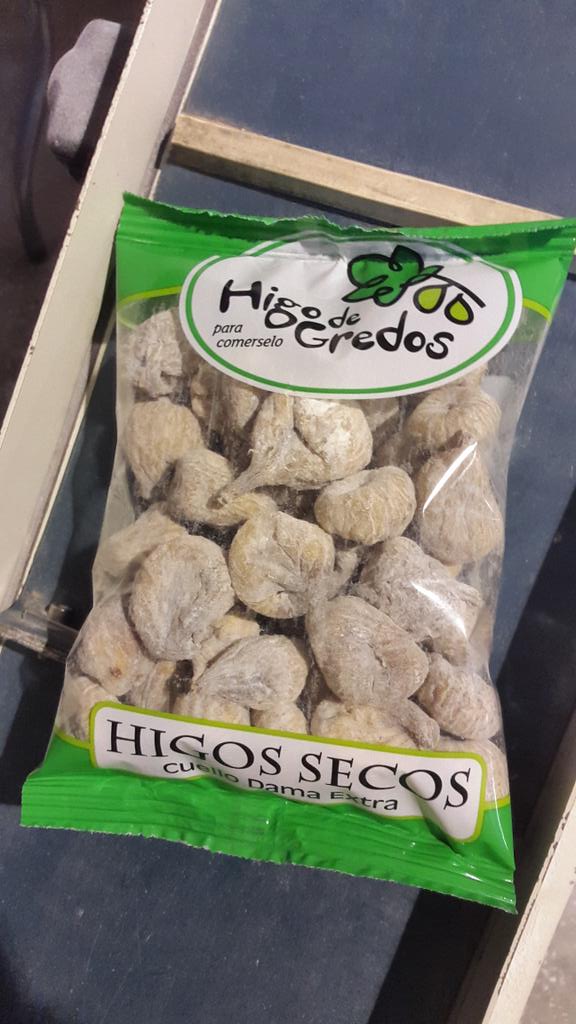 Higo de
para
comerselo
Gredos
HIGOS SECOS
Cuello Dama Extra